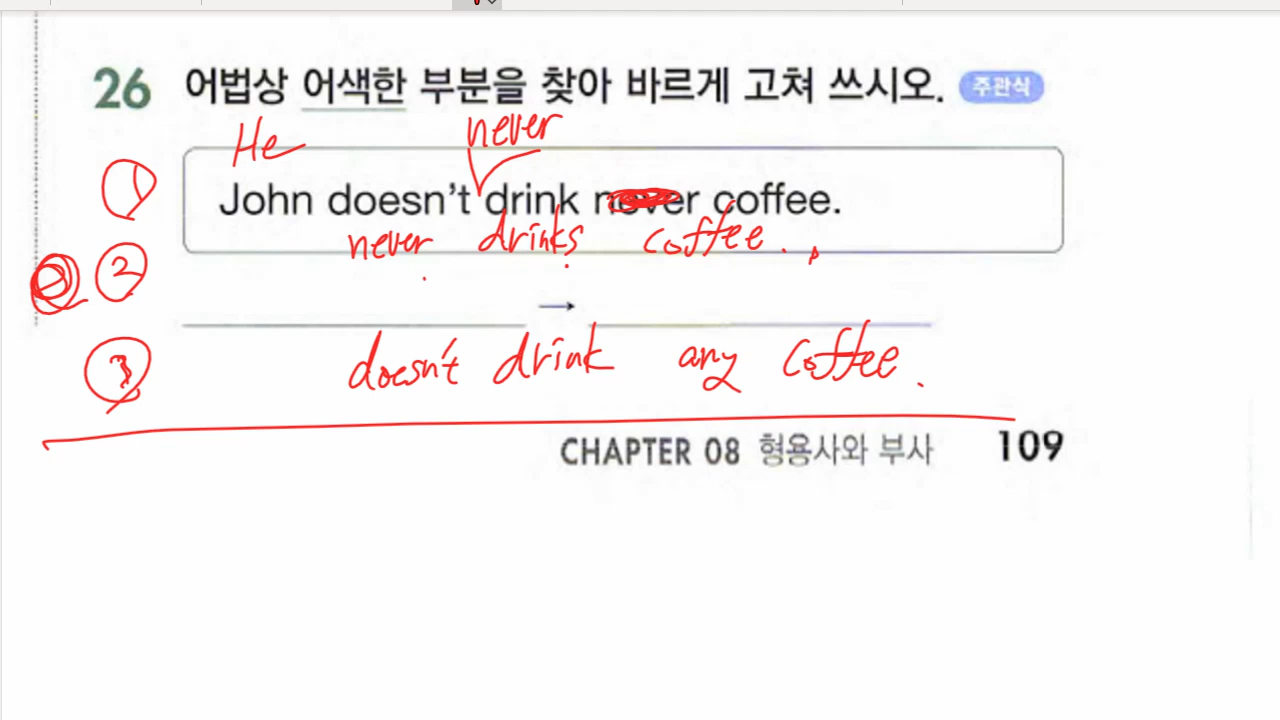 26 어법상 어색한 부분을 찾아 바르게 고쳐 쓰시오. 주관식
He never
① John doesn't drink never coffee.
never drinks coffee.
②
→
③ doesn't drink any coffee.
CHAPTER 08 형용사와 부사 109